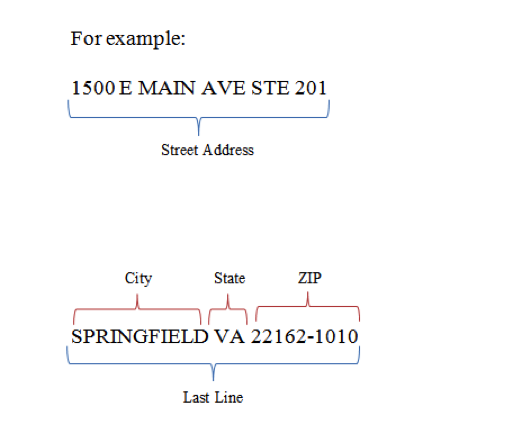 For example:
1500 E MAIN AVE STE 201
Street Address
City State ZIP
SPRINGFIELD VA 22162-1010
Last Line